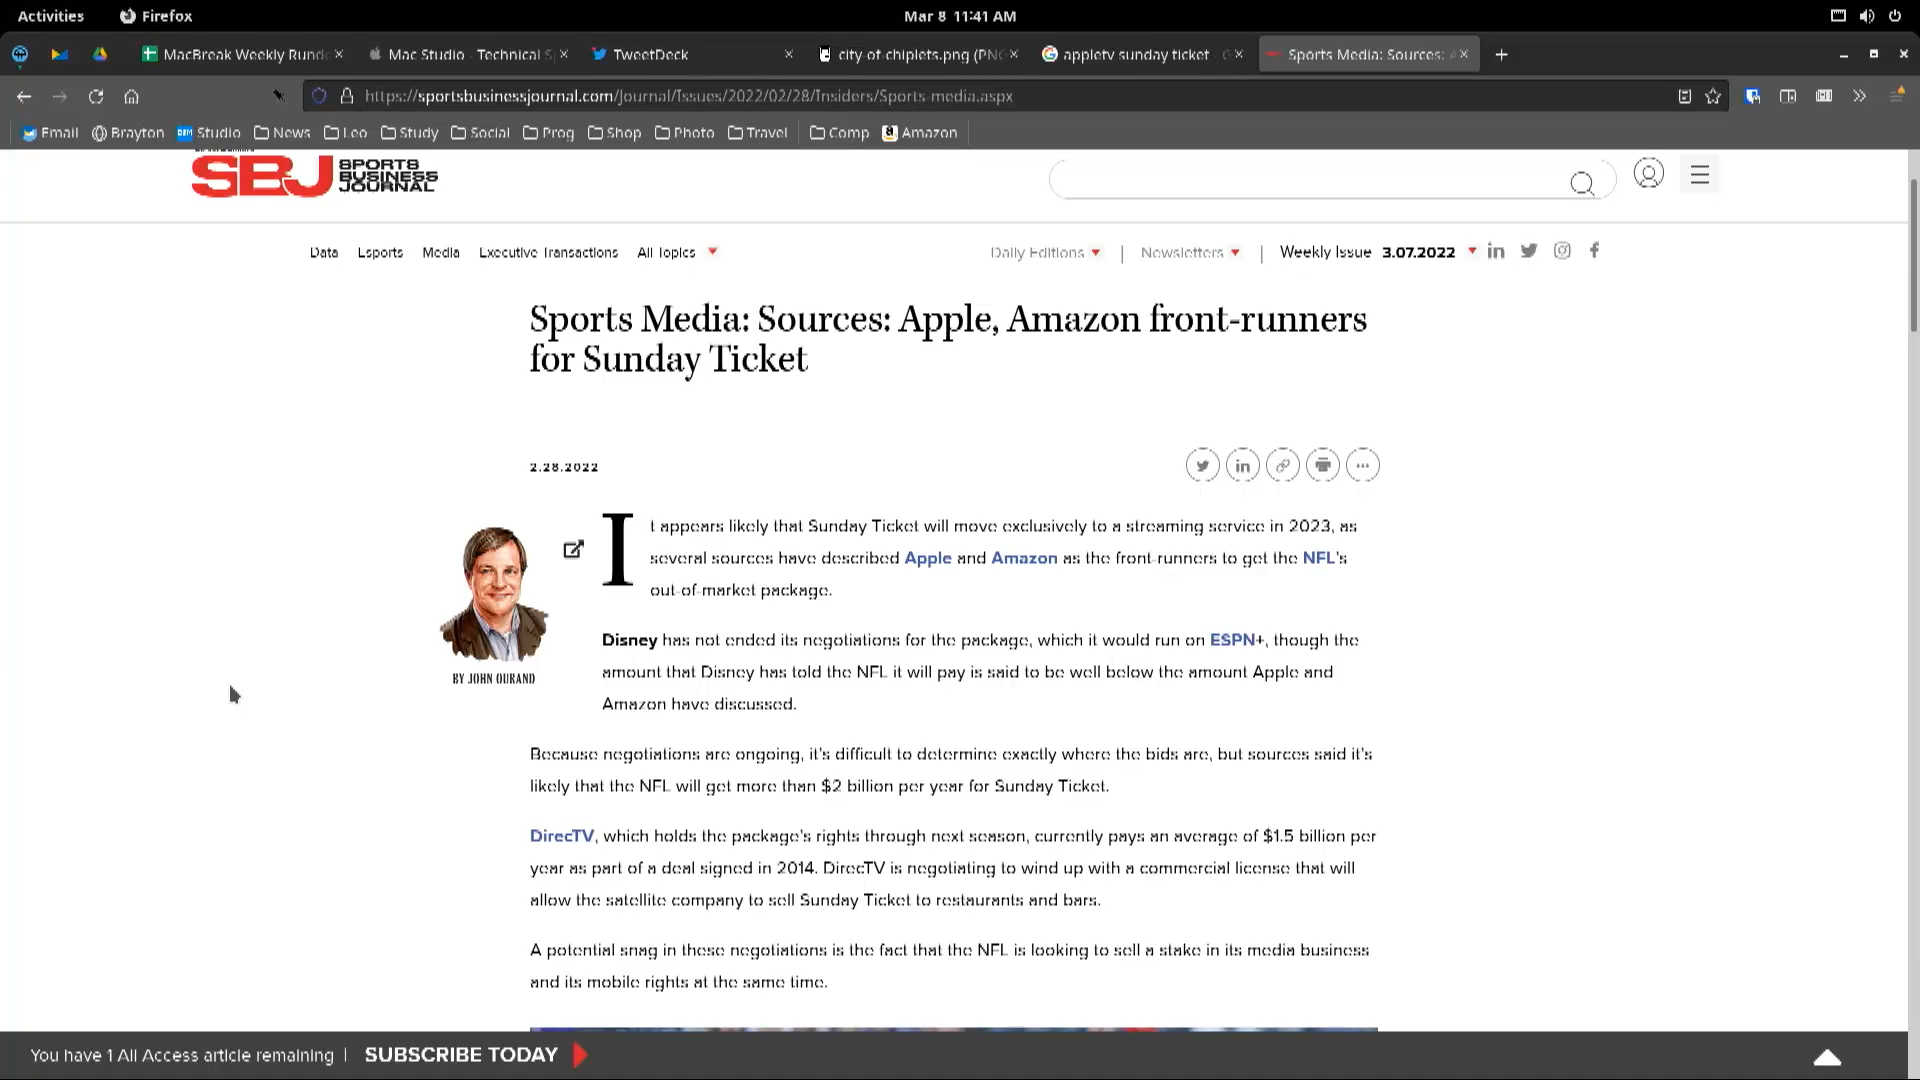 Activities Firefox Mar 8 11:41 AM
MacBreak Weekly Rund Mac Studio - Technical S TweetDeck city-of-chiplets.png (PNG appletv sunday ticket - G Sports Media: Sources: A
https://sportsbusinessjournal.com/Journal/Issues/2022/02/28/Insiders/Sports-media.aspx
Email Brayton Studio News Leo Study Social Prog Shop Photo Travel Comp Amazon
SBJ SPORTS
BUSINESS
JOURNAL
Data Esports Media Executive Transactions All Topics Daily Editions | Newsletters | Weekly Issue 3.07.2022
Sports Media: Sources: Apple, Amazon front-runners
for Sunday Ticket
2.28.2022
It appears likely that Sunday Ticket will move exclusively to a streaming service in 2023, as
several sources have described Apple and Amazon as the front-runners to get the NFL's
out-of-market package.
BY JOHN OURAND
Disney has not ended its negotiations for the package, which it would run on ESPN+, though the
amount that Disney has told the NFL it will pay is said to be well below the amount Apple and
Amazon have discussed.
Because negotiations are ongoing, it's difficult to determine exactly where the bids are, but sources said it's
likely that the NFL will get more than $2 billion per year for Sunday Ticket.
DirecTV, which holds the package's rights through next season, currently pays an average of $1.5 billion per
year as part of a deal signed in 2014. DirecTV is negotiating to wind up with a commercial license that will
allow the satellite company to sell Sunday Ticket to restaurants and bars.
A potential snag in these negotiations is the fact that the NFL is looking to sell a stake in its media business
and its mobile rights at the same time.
You have 1 All Access article remaining | SUBSCRIBE TODAY